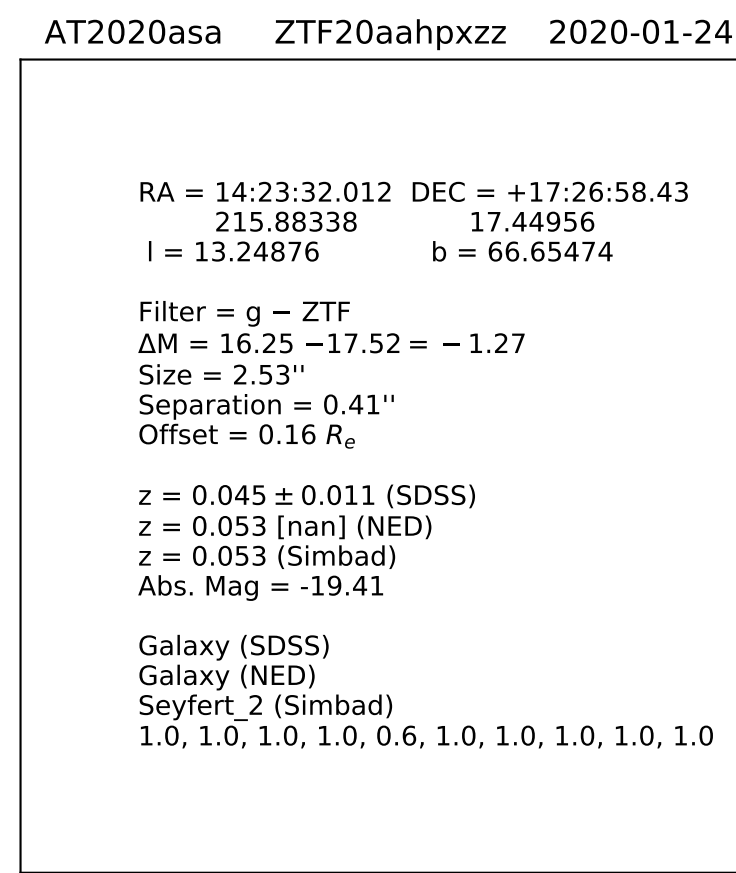 AT2020asa ZTF20aahpxzz 2020-01-24
RA = 14:23:32.012 DEC = +17:26:58.43
215.88338 17.44956
l = 13.24876 b = 66.65474
Filter = g − ZTF
ΔM = 16.25 −17.52 = − 1.27
Size = 2.53''
Separation = 0.41''
Offset = 0.16 Re
z = 0.045 ± 0.011 (SDSS)
z = 0.053 [nan] (NED)
z = 0.053 (Simbad)
Abs. Mag = -19.41
Galaxy (SDSS)
Galaxy (NED)
Seyfert_2 (Simbad)
1.0, 1.0, 1.0, 1.0, 0.6, 1.0, 1.0, 1.0, 1.0, 1.0